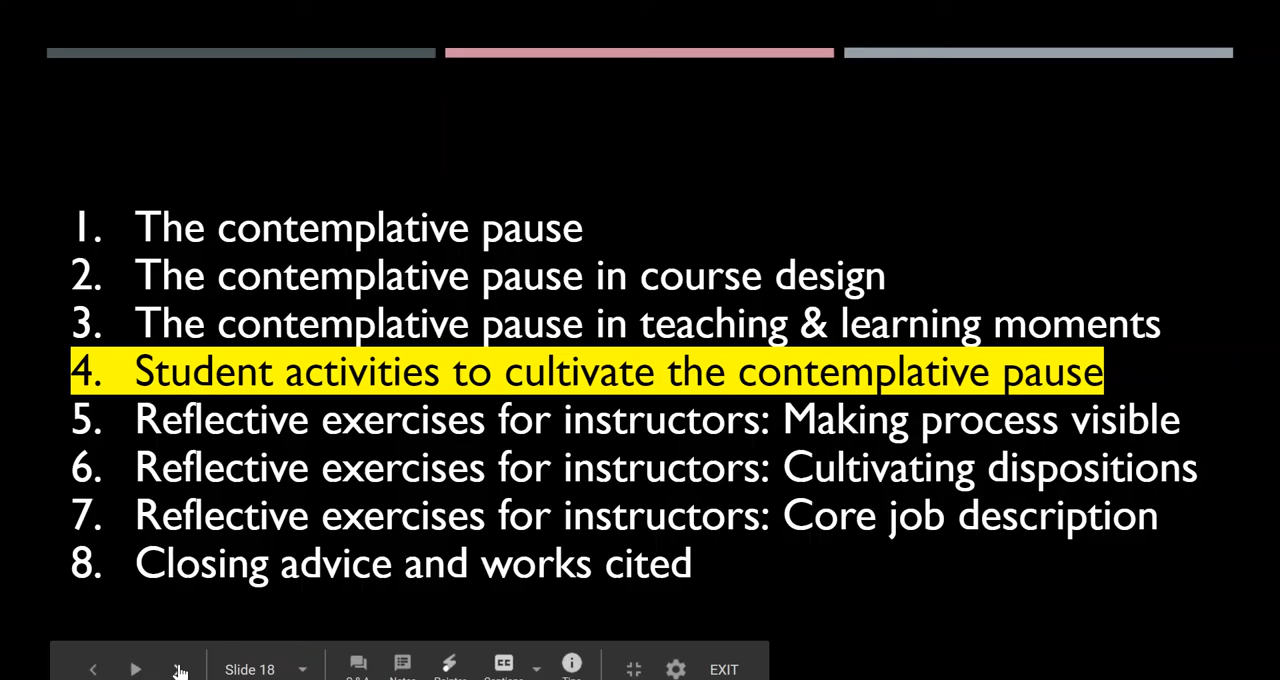 1. The contemplative pause
2. The contemplative pause in course design
3. The contemplative pause in teaching & learning moments
4. Student activities to cultivate the contemplative pause
5. Reflective exercises for instructors: Making process visible
6. Reflective exercises for instructors: Cultivating dispositions
7. Reflective exercises for instructors: Core job description
8. Closing advice and works cited
Slide 18 CC EXIT